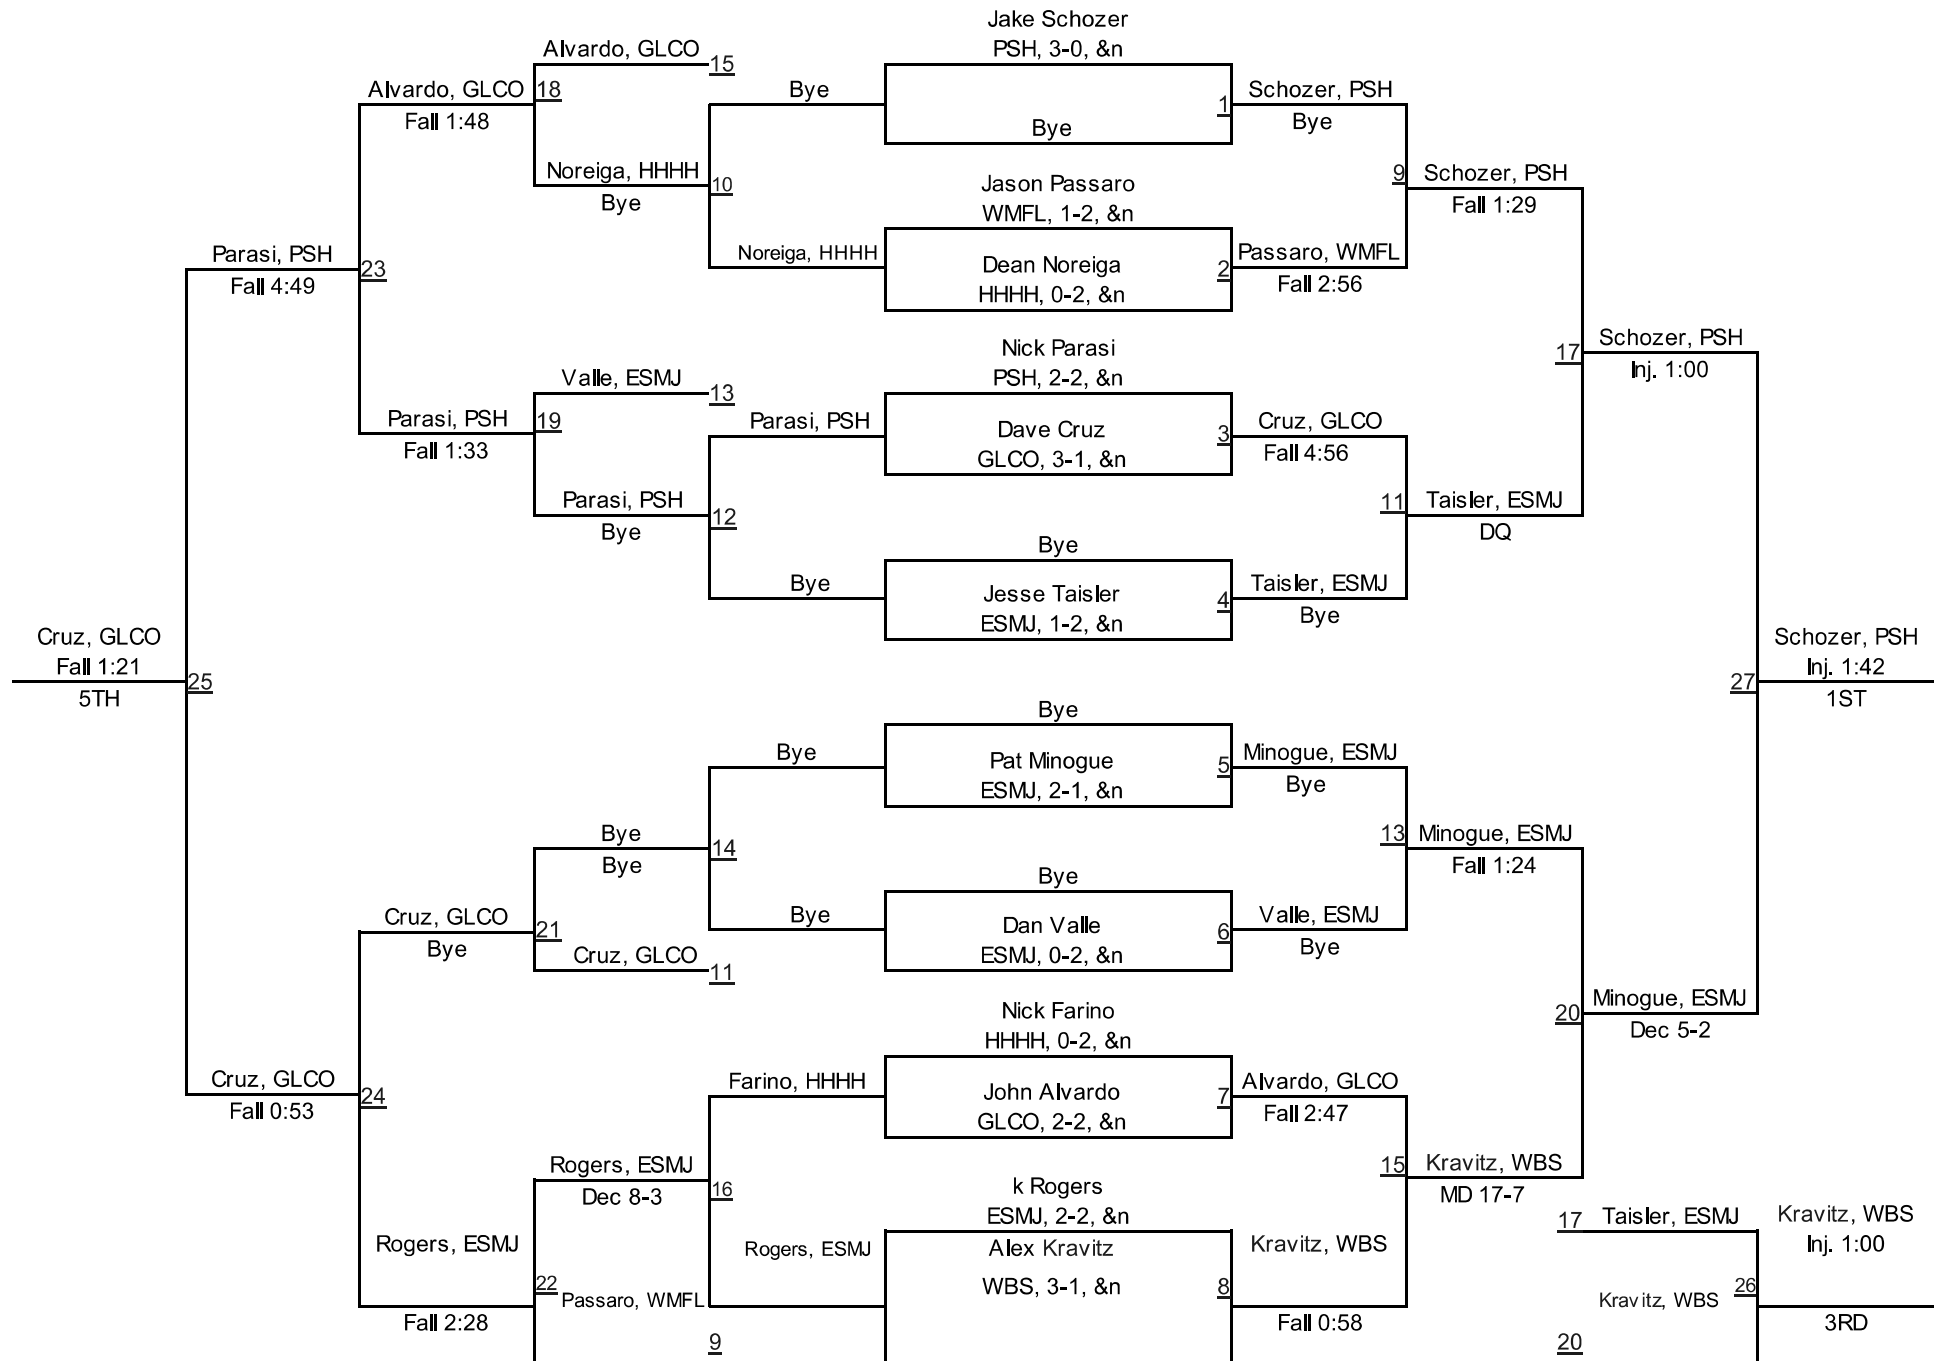 Jake Schozer
PSH, 3-0, &n
Alvardo, GLCO
15
Alvardo, GLCO
18
Bye
1
Schozer, PSH
Fall 1:48
Bye
Bye
Noreiga, HHHH
10
Jason Passaro
9
Schozer, PSH
Bye
WMFL, 1-2, &n
Fall 1:29
Parasi, PSH
23
Noreiga, HHHH
Dean Noreiga
2
Passaro, WMFL
Fall 4:49
HHHH, 0-2, &n
Fall 2:56
Nick Parasi
17
Schozer, PSH
Valle, ESMJ
13
PSH, 2-2, &n
Inj. 1:00
Parasi, PSH
19
Parasi, PSH
Dave Cruz
3
Cruz, GLCO
Fall 1:33
GLCO, 3-1, &n
Fall 4:56
Parasi, PSH
12
11
Taisler, ESMJ
Bye
Bye
DQ
Bye
Jesse Taisler
4
Taisler, ESMJ
ESMJ, 1-2, &n
Bye
Cruz, GLCO
Schozer, PSH
Fall 1:21
25
27
Inj. 1:42
5TH
1ST
Bye
Bye
Pat Minogue
5
Minogue, ESMJ
ESMJ, 2-1, &n
Bye
Bye
14
13
Minogue, ESMJ
Bye
Bye
Fall 1:24
Cruz, GLCO
21
Bye
Dan Valle
6
Valle, ESMJ
Bye
Cruz, GLCO
11
ESMJ, 0-2, &n
Bye
Nick Farino
20
Minogue, ESMJ
HHHH, 0-2, &n
Dec 5-2
Cruz, GLCO
24
Farino, HHHH
John Alvardo
7
Alvardo, GLCO
Fall 0:53
GLCO, 2-2, &n
Fall 2:47
Rogers, ESMJ
16
15
Kravitz, WBS
Dec 8-3
k Rogers
MD 17-7
ESMJ, 2-2, &n
17
Taisler, ESMJ
Kravitz, WBS
Rogers, ESMJ
Rogers, ESMJ
Alex Kravitz
Kravitz, WBS
Inj. 1:00
22
Passaro, WMFL
WBS, 3-1, &n
8
Kravitz, WBS
26
Fall 2:28
9
Fall 0:58
20
3RD